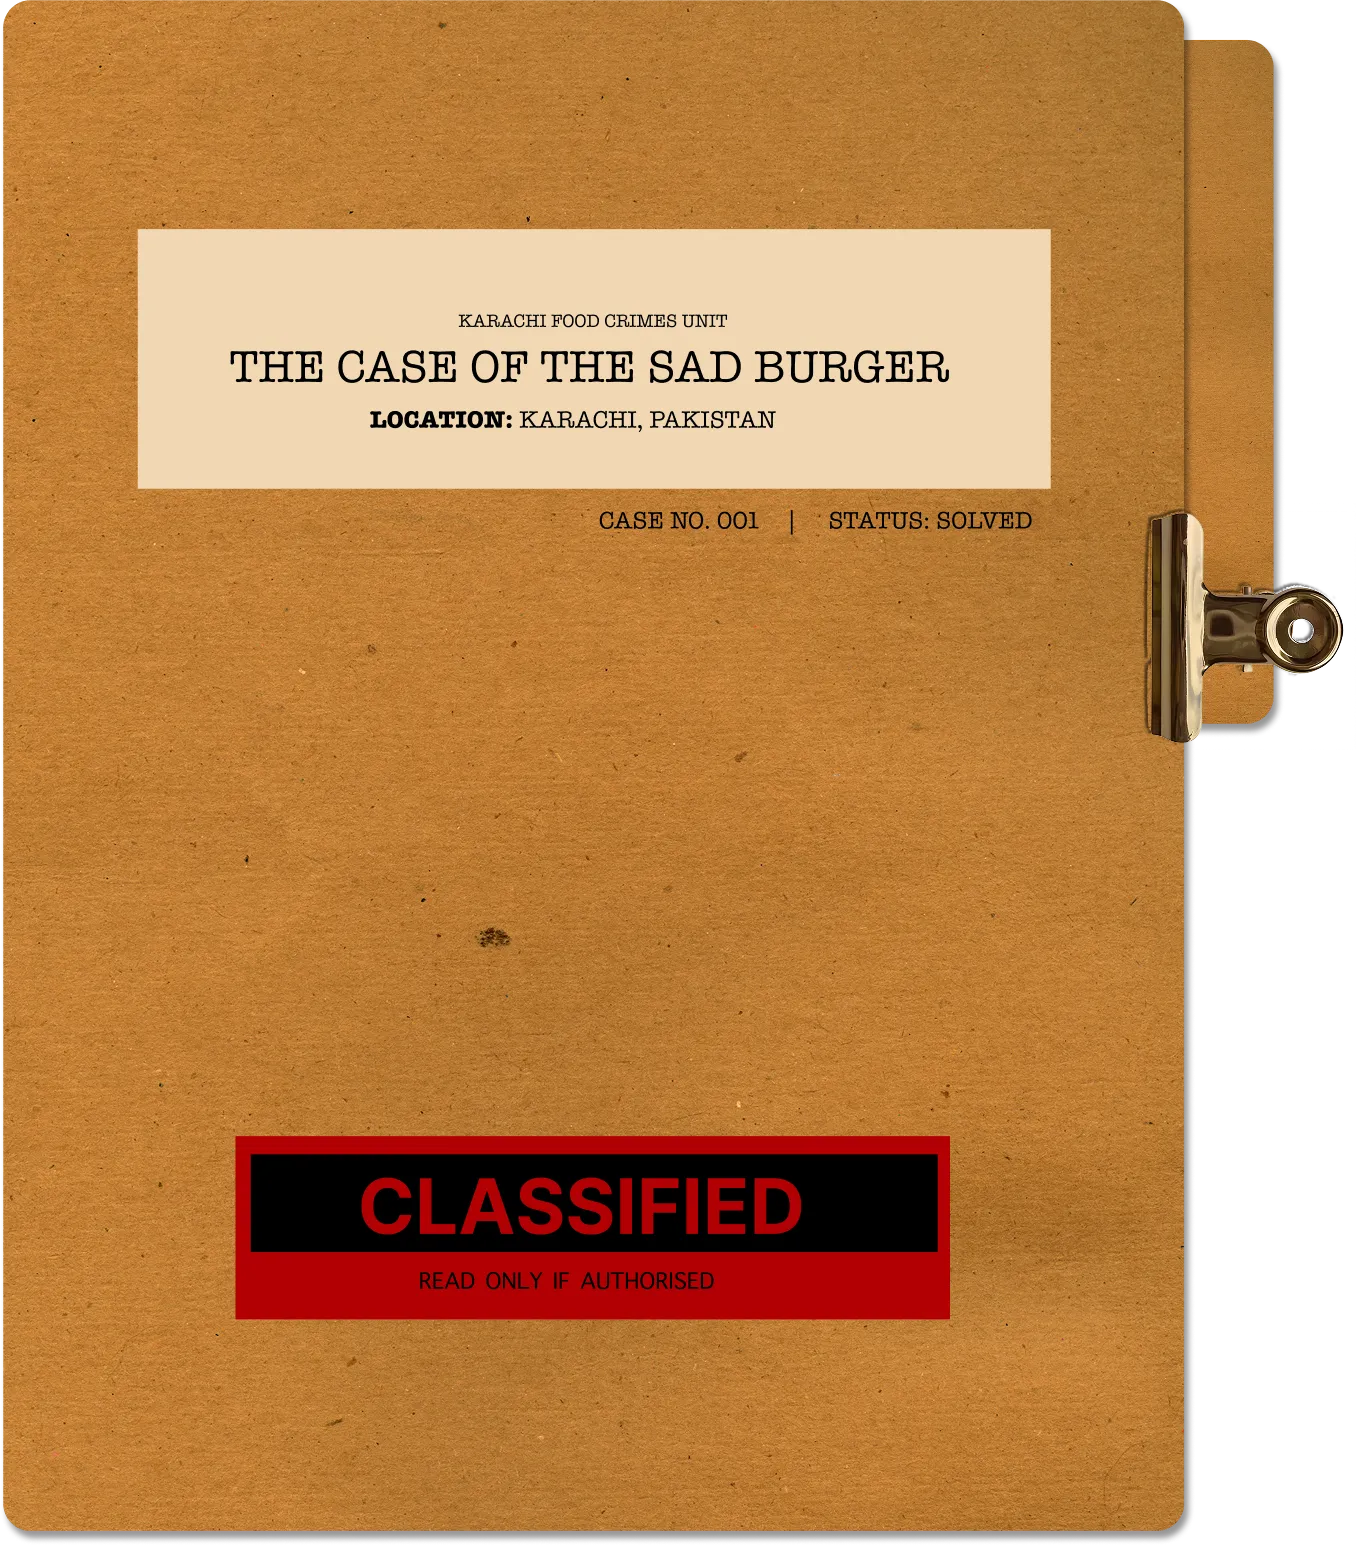 KARACHI FOOD CRIMES UNIT
THE CASE OF THE SAD BURGER
LOCATION: KARACHI, PAKISTAN
CASE NO. 001 | STATUS: SOLVED
CLASSIFIED
READ ONLY IF AUTHORISED